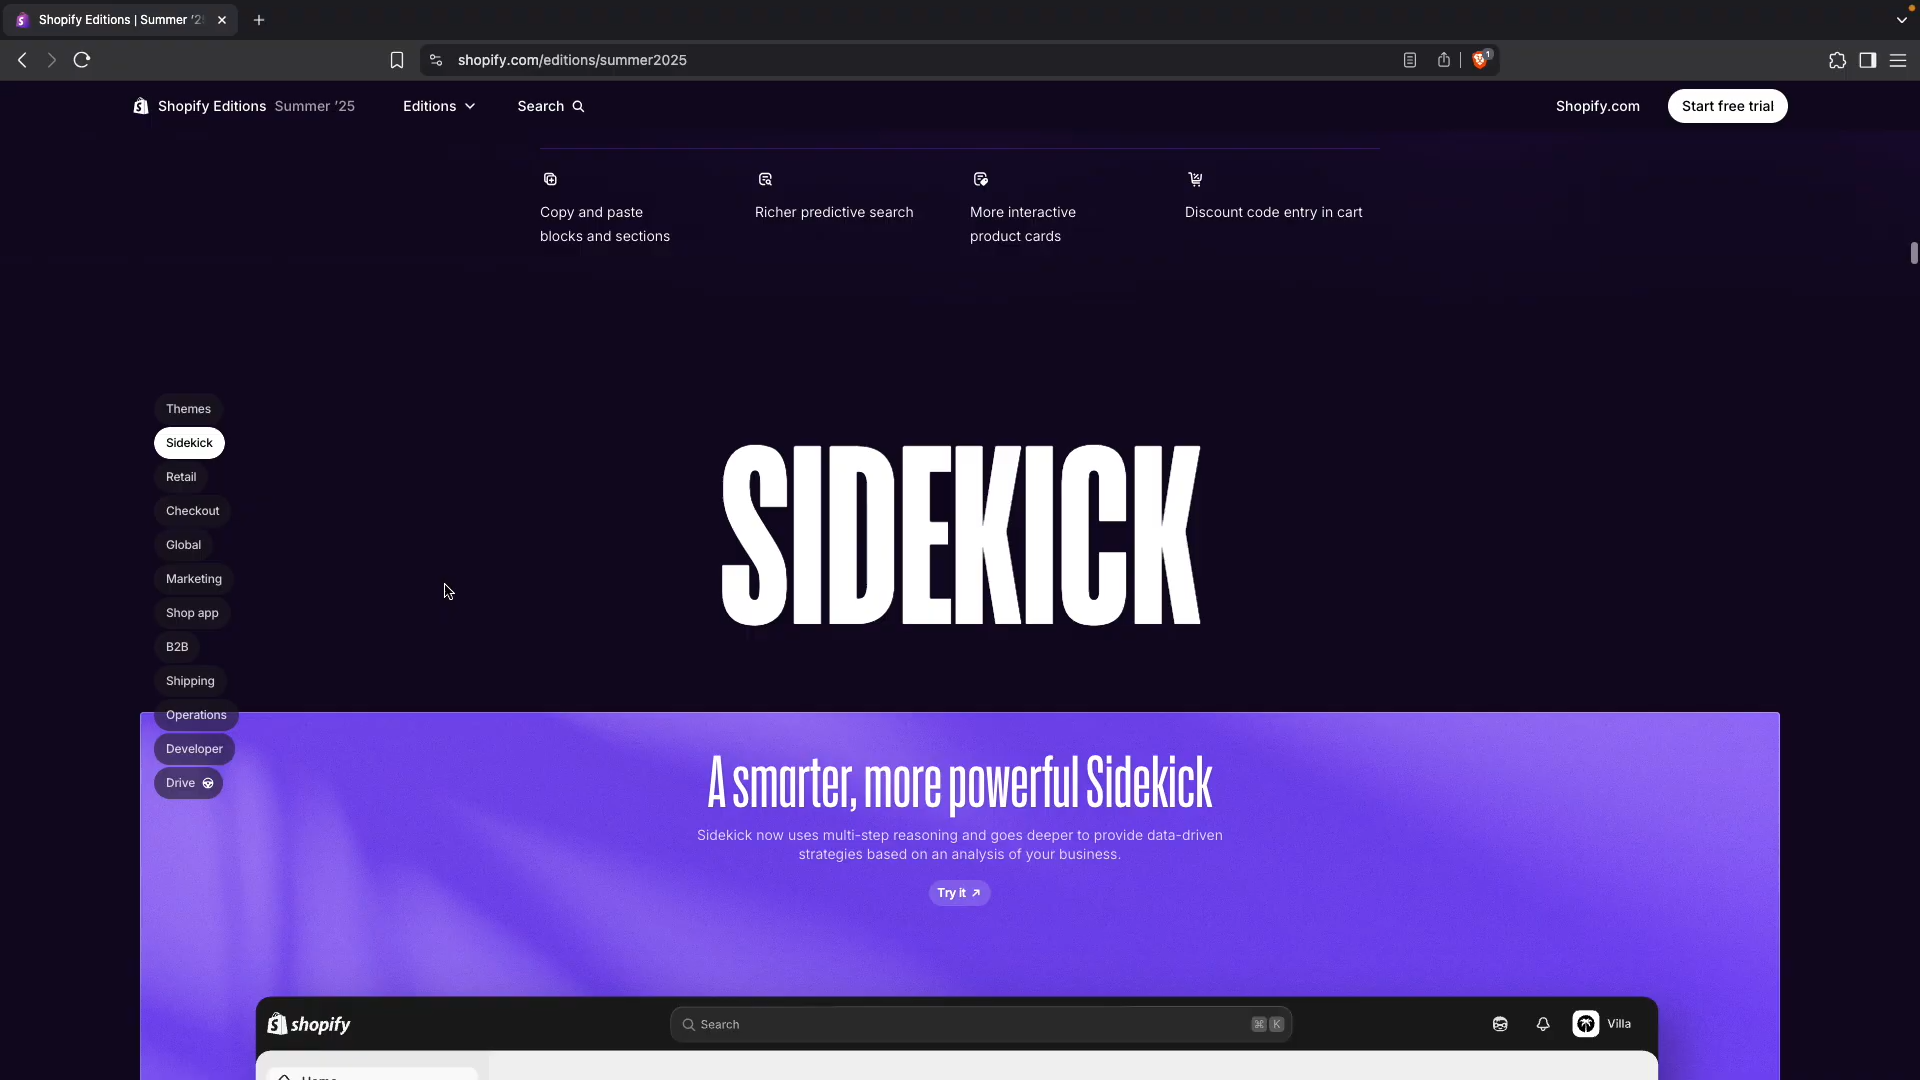 Shopify Editions | Summer '2
shopify.com/editions/summer2025
1
Shopify Editions Summer '25
Editions
Search
Shopify.com
Start free trial
Copy and paste
blocks and sections
Richer predictive search
More interactive
product cards
Discount code entry in cart
Themes
Sidekick
Retail
Checkout
Global
Marketing
Shop app
B2B
Shipping
Operations
Developer
Drive
SIDEKICK
A smarter, more powerful Sidekick
Sidekick now uses multi-step reasoning and goes deeper to provide data-driven
strategies based on an analysis of your business.
Try it
shopify
Search
⌘ K
Villa
Home